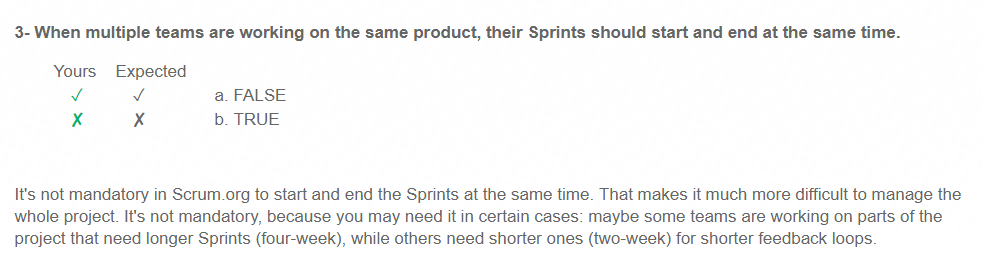 3- When multiple teams are working on the same product, their Sprints should start and end at the same time.
Yours Expected
✓ ✓ a. FALSE
✗ ✗ b. TRUE
It's not mandatory in Scrum.org to start and end the Sprints at the same time. That makes it much more difficult to manage the
whole project. It's not mandatory, because you may need it in certain cases: maybe some teams are working on parts of the
project that need longer Sprints (four-week), while others need shorter ones (two-week) for shorter feedback loops.